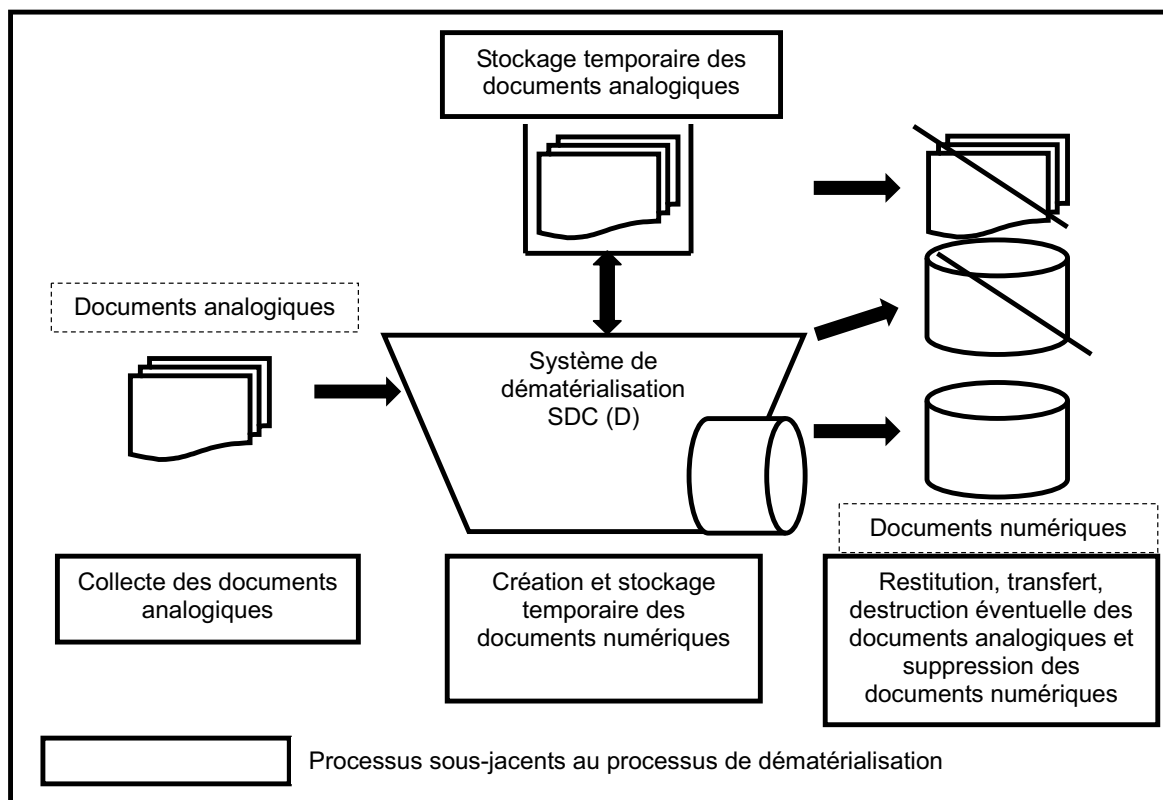 Stockage temporaire des
documents analogiques
Documents analogiques
Système de
dématérialisation
SDC (D)
Documents numériques
Collecte des documents
analogiques
Création et stockage
temporaire des
documents numériques
Restitution, transfert,
destruction éventuelle des
documents analogiques et
suppression des
documents numériques
Processus sous-jacents au processus de dématérialisation